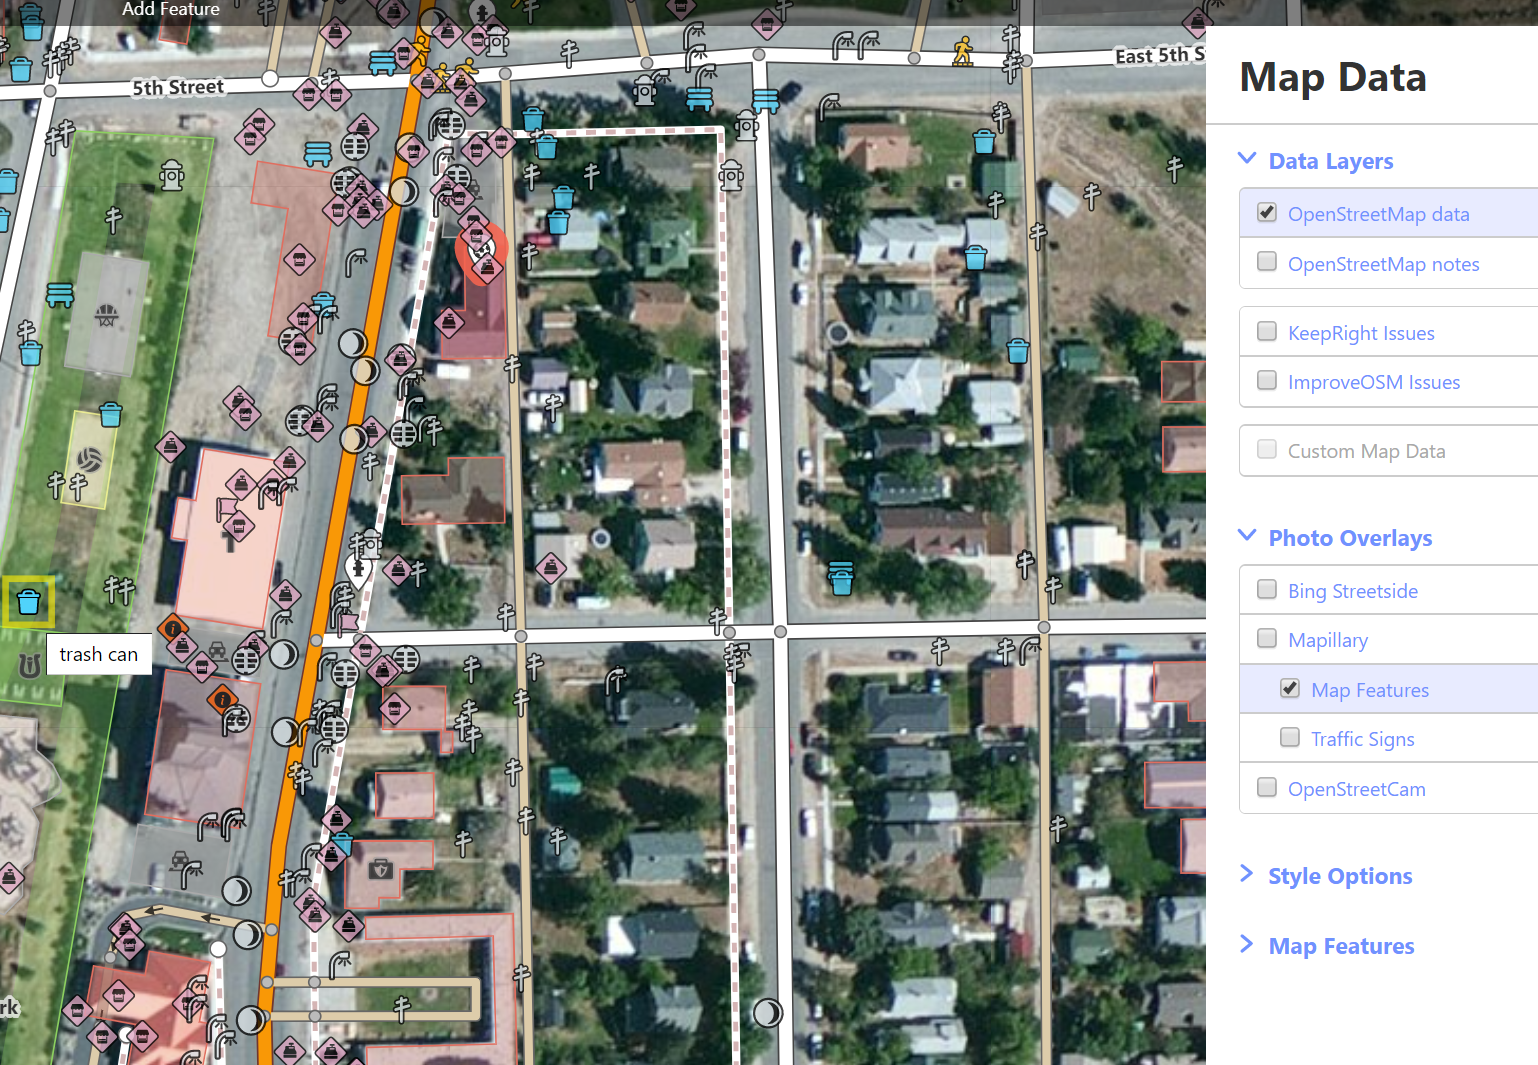 Add Feature
5th Street
East 5th S
Map Data
Data Layers
OpenStreetMap data
OpenStreetMap notes
KeepRight Issues
ImproveOSM Issues
Custom Map Data
Photo Overlays
Bing Streetside
Mapillary
Map Features
Traffic Signs
OpenStreetCam
Style Options
Map Features
trash can
rk